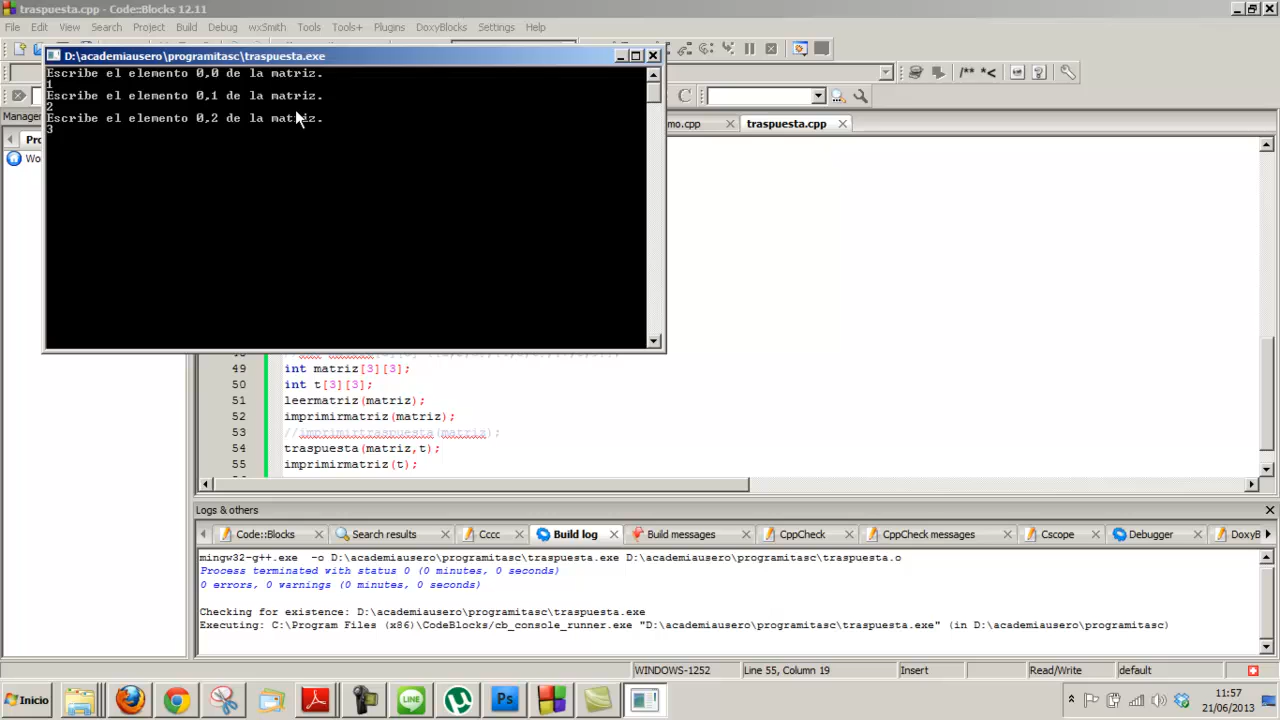 traspuesta.cpp - Code::Blocks 12.11
File Edit View Search Project Build Debug wxSmith Tools Tools+ Plugins DoxyBlocks Settings Help
D:\academiausero\programitasc\traspuesta.exe
Escribe el elemento 0,0 de la matriz.
1
Escribe el elemento 0,1 de la matriz.
2
Escribe el elemento 0,2 de la matriz.
3
/** *<
Manager
mo.cpp traspuesta.cpp
49 int matriz[3][3];
50 int t[3][3];
51 leermatriz(matriz);
52 imprimirmatriz(matriz);
53 //imprimirtraspuesta(matriz);
54 traspuesta(matriz,t);
55 imprimirmatriz(t);
Logs & others
Code::Blocks Search results Cccc Build log Build messages CppCheck CppCheck messages Cscope Debugger DoxyB
mingw32-g++.exe -o D:\academiausero\programitasc\traspuesta.exe D:\academiausero\programitasc\traspuesta.o
Process terminated with status 0 (0 minutes, 0 seconds)
0 errors, 0 warnings (0 minutes, 0 seconds)
Checking for existence: D:\academiausero\programitasc\traspuesta.exe
Executing: C:\Program Files (x86)\CodeBlocks/cb_console_runner.exe "D:\academiausero\programitasc\traspuesta.exe" (in D:\academiausero\programitasc)
WINDOWS-1252 Line 55, Column 19 Insert Read/Write default
Inicio LINE Ps 11:57
21/06/2013